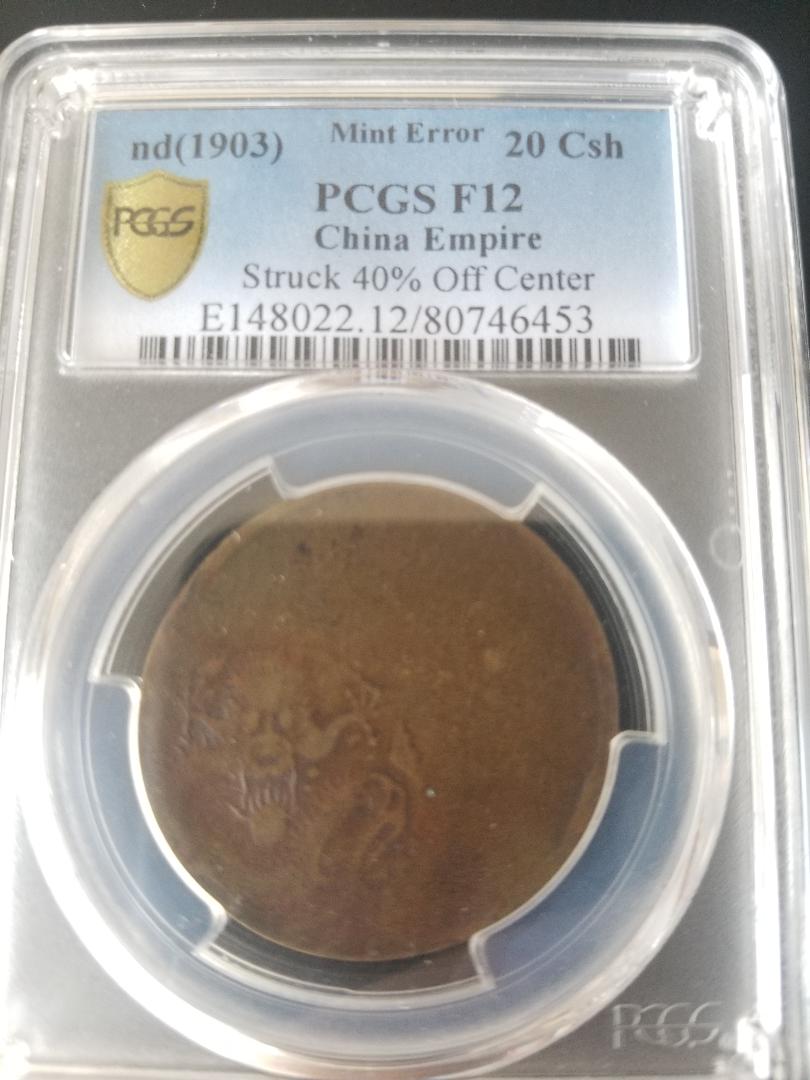 nd(1903) Mint Error 20 Csh
PCGS
PCGS F12
China Empire
Struck 40% Off Center
E148022.12/80746453
PCGS